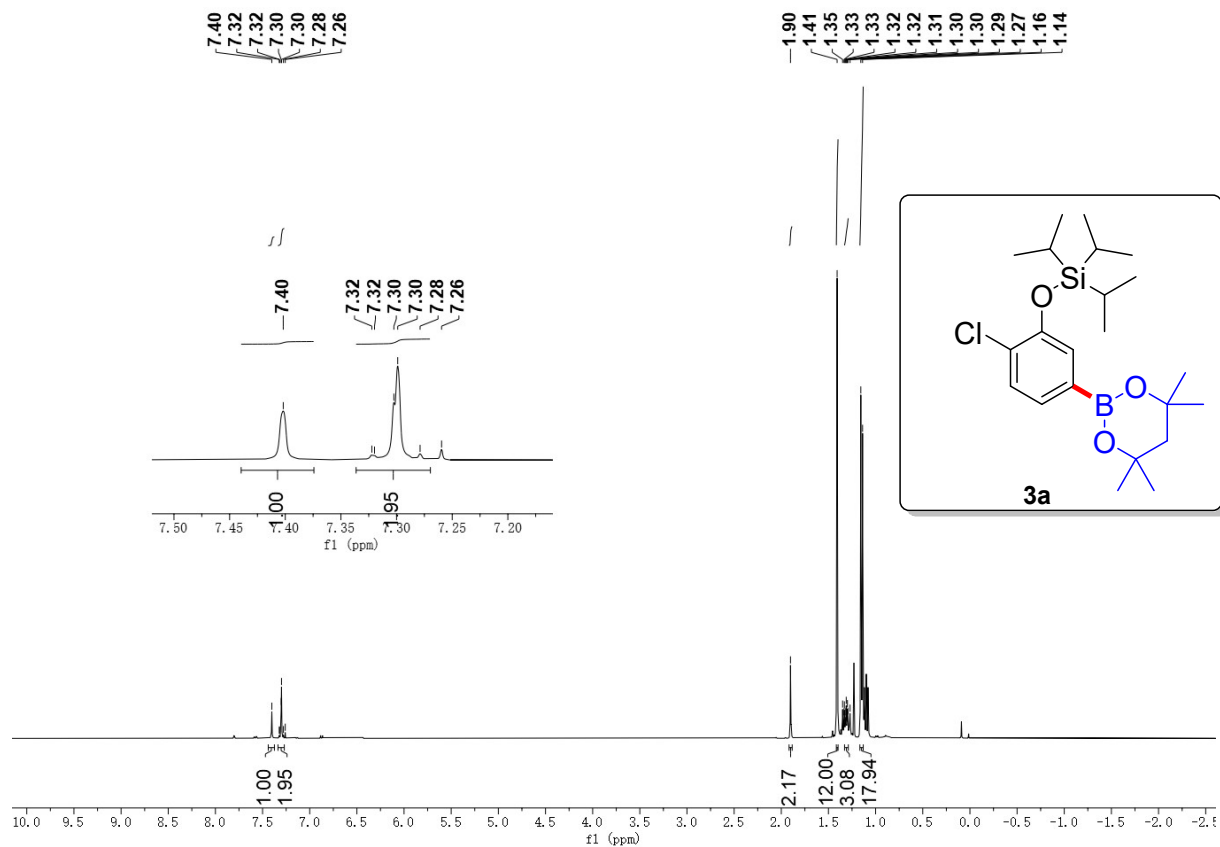 7.40 7.32 7.32 7.30 7.30 7.28 7.26
1.90 1.41 1.35 1.33 1.33 1.32 1.32 1.31 1.30 1.30 1.29 1.27 1.16 1.14
7.40 7.32 7.32 7.30 7.30 7.28 7.26
1.00 1.95
7.50 7.45 7.40 7.35 7.30 7.25 7.20
f1 (ppm)
Si
O
Cl
B O
O
3a
1.00 1.95 2.17 12.00 3.08 17.94
10.0 9.5 9.0 8.5 8.0 7.5 7.0 6.5 6.0 5.5 5.0 4.5 4.0 3.5 3.0 2.5 2.0 1.5 1.0 0.5 0.0 -0.5 -1.0 -1.5 -2.0 -2.5
f1 (ppm)